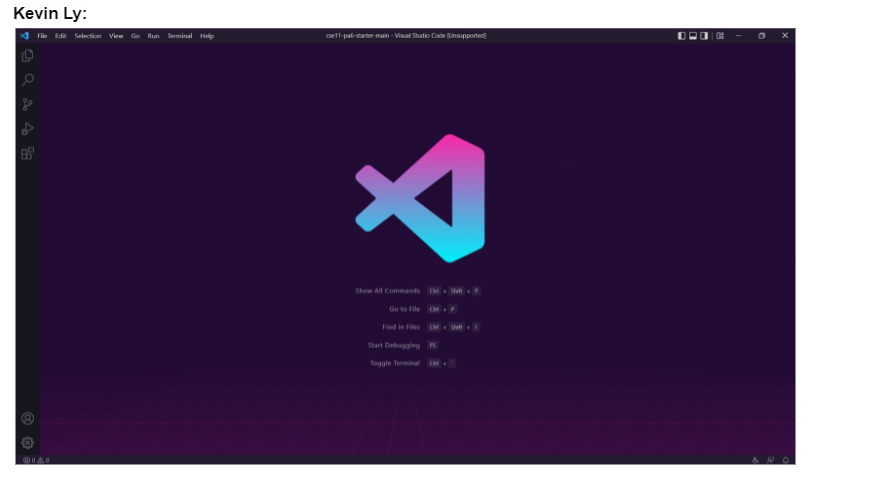 Kevin Ly:
File Edit Selection View Go Run Terminal Help cse11-pa6-starter-main - Visual Studio Code [Unsupported]
Show All Commands Ctrl + Shift + P
Go to File Ctrl + P
Find in Files Ctrl + Shift + F
Start Debugging F5
Toggle Terminal Ctrl + `
0 0